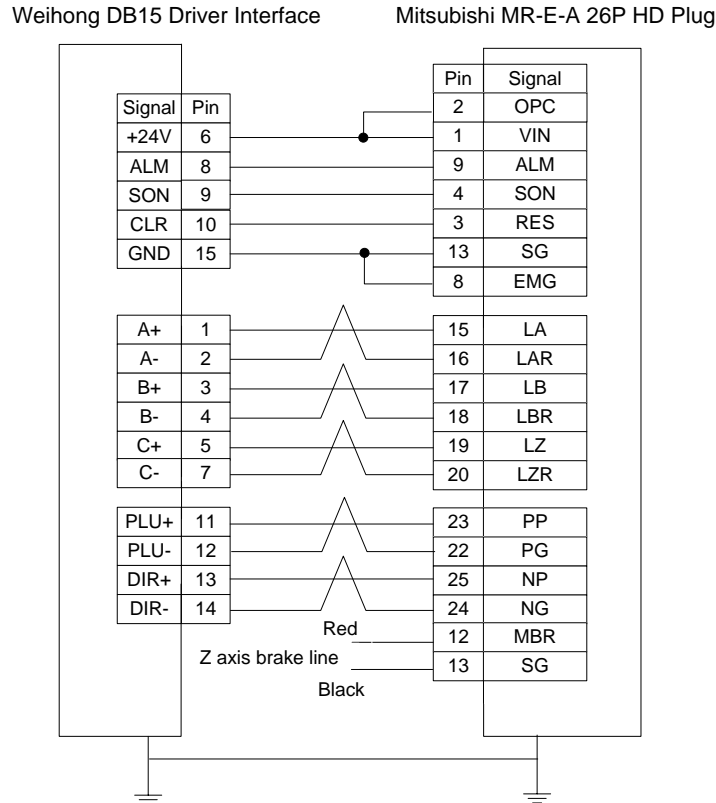 Weihong DB15 Driver Interface Mitsubishi MR-E-A 26P HD Plug
Pin Signal
Signal Pin 2 OPC
+24V 6 1 VIN
ALM 8 9 ALM
SON 9 4 SON
CLR 10 3 RES
GND 15 13 SG
8 EMG
A+ 1 15 LA
A- 2 16 LAR
B+ 3 17 LB
B- 4 18 LBR
C+ 5 19 LZ
C- 7 20 LZR
PLU+ 11 23 PP
PLU- 12 22 PG
DIR+ 13 25 NP
DIR- 14 24 NG
Red 12 MBR
Z axis brake line 13 SG
Black